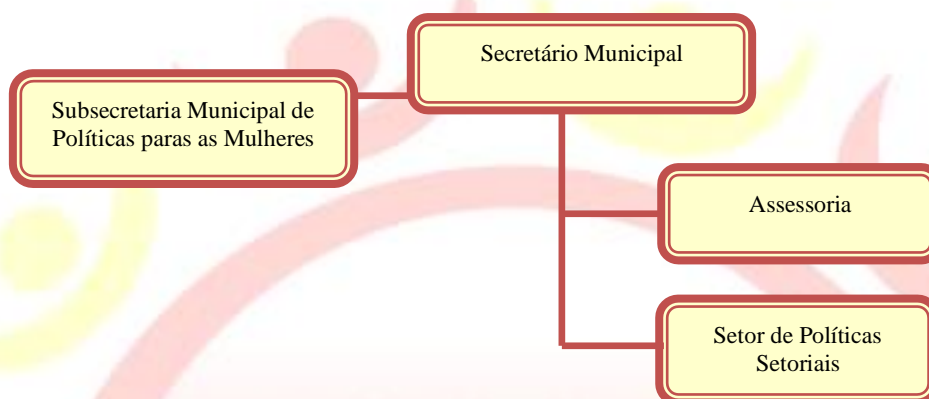 Secretário Municipal
Subsecretaria Municipal de
Políticas paras as Mulheres
Assessoria
Setor de Políticas
Setoriais